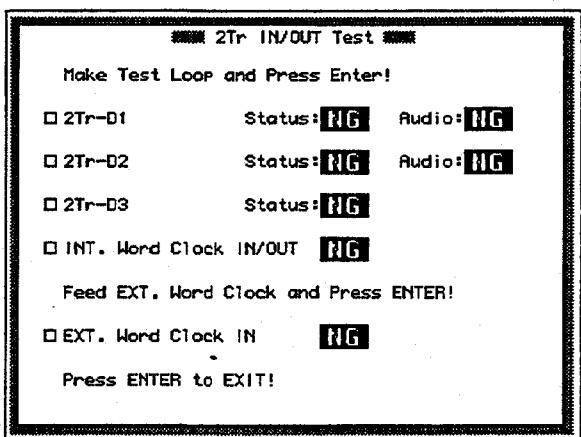 2Tr IN/OUT Test
Make Test Loop and Press Enter!
2Tr-D1 Status:NG Audio:NG
2Tr-D2 Status:NG Audio:NG
2Tr-D3 Status:NG
INT. Word Clock IN/OUT NG
Feed EXT. Word Clock and Press ENTER!
EXT. Word Clock IN NG
Press ENTER to EXIT!